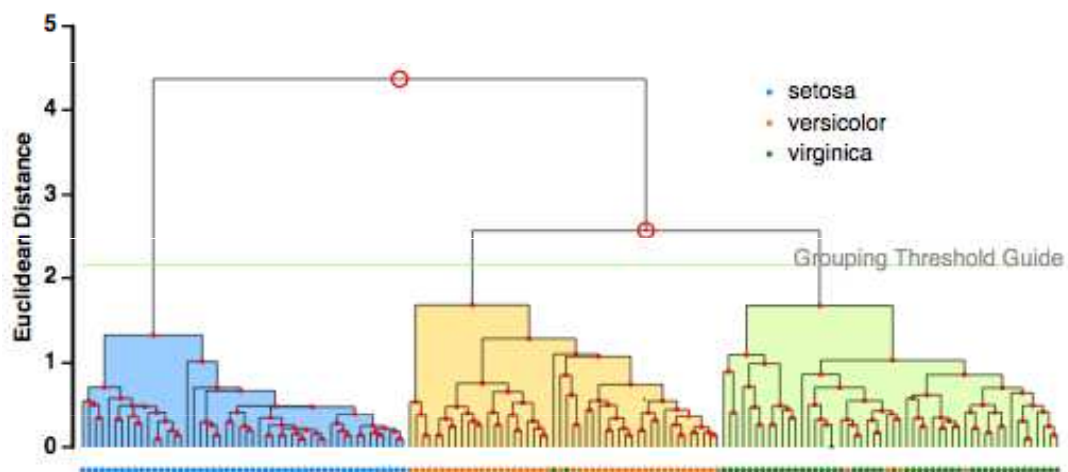 5
setosa
4
versicolor
virginica
3
Grouping Threshold Guide
2
1
0
Euclidean Distance